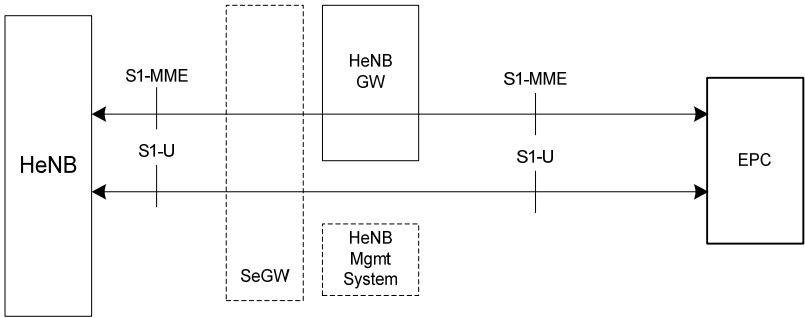 HeNB
S1-MME
S1-U
SeGW
HeNB
GW
HeNB
Mgmt
System
S1-MME
S1-U
EPC